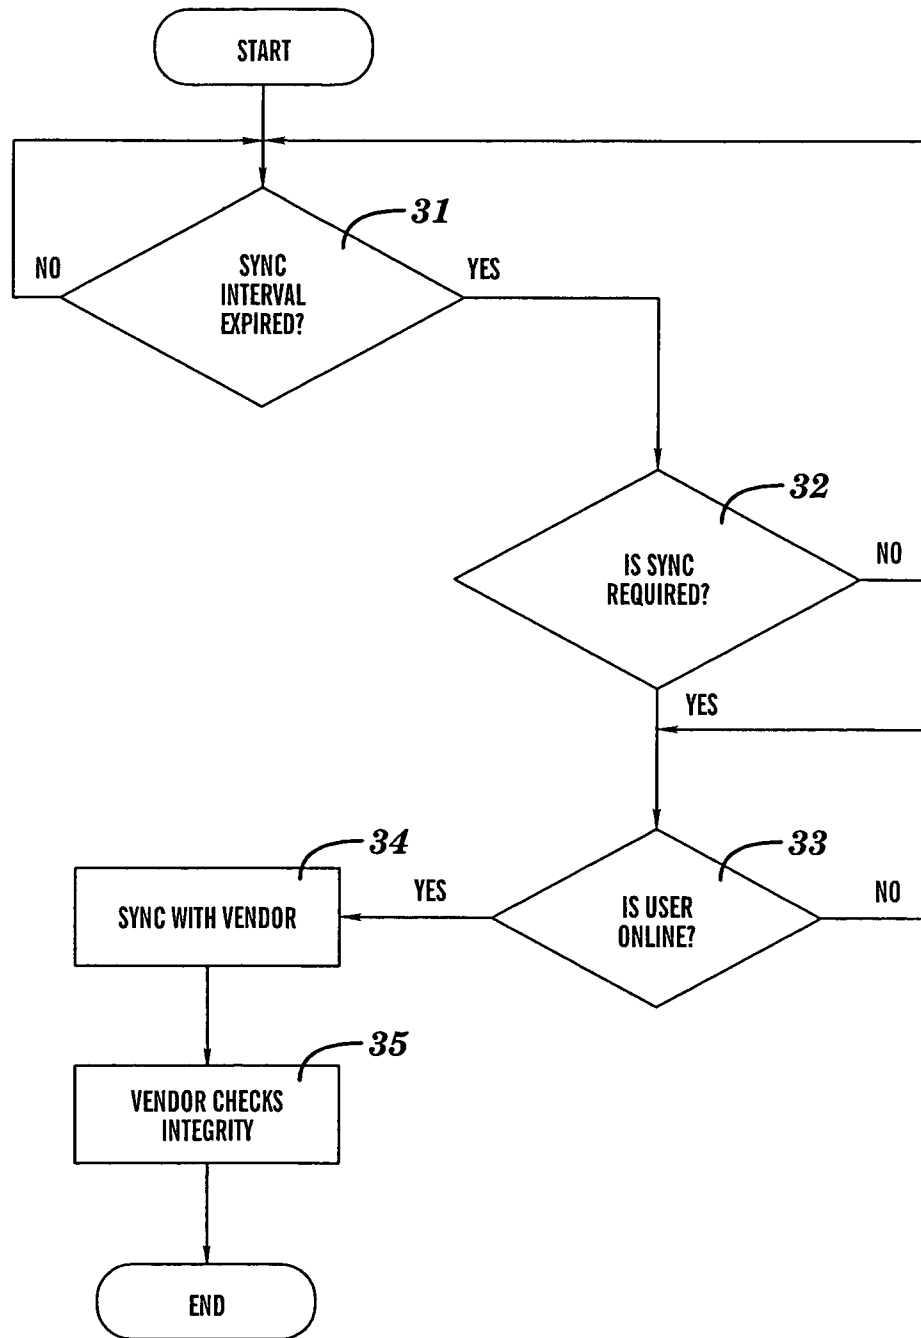 START
31
NO
SYNC
INTERVAL
EXPIRED?
YES
32
IS SYNC
REQUIRED?
NO
YES
33
IS USER
ONLINE?
NO
YES
34
SYNC WITH VENDOR
35
VENDOR CHECKS
INTEGRITY
END